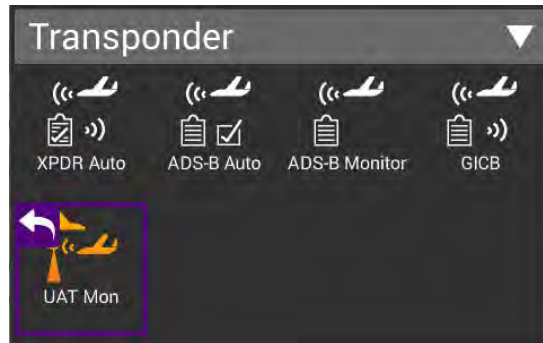 Transponder
XPDR Auto
ADS-B Auto
ADS-B Monitor
GICB
UAT Mon